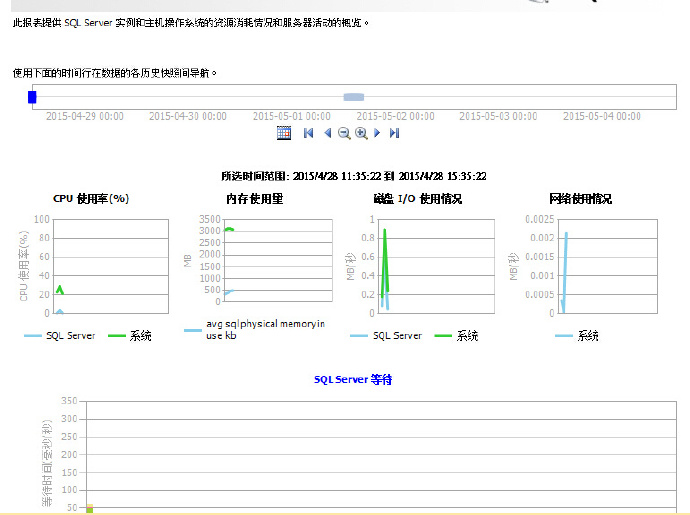 此报表提供 SQL Server 实例和主机操作系统的资源消耗情况和服务器活动的概览。
使用下面的时间行在数据的各历史快照间导航。
2015-04-29 00:00 2015-04-30 00:00 2015-05-01 00:00 2015-05-02 00:00 2015-05-03 00:00 2015-05-04 00:00
所选时间范围: 2015/4/28 11:35:22 到 2015/4/28 15:35:22
CPU 使用率(%)
CPU 使用率(%)
100
80
60
40
20
0
SQL Server 系统
内存使用量
MB
3500
3000
2500
2000
1500
1000
500
0
avg sqlphysical memoryin
use kb
磁盘 I/O 使用情况
MB/秒
1
0.8
0.6
0.4
0.2
0
SQL Server 系统
网络使用情况
MB/秒
0.0025
0.002
0.0015
0.001
0.0005
0
系统
SQL Server 等待
等待时间(毫秒/秒)
350
300
250
200
150
100
50